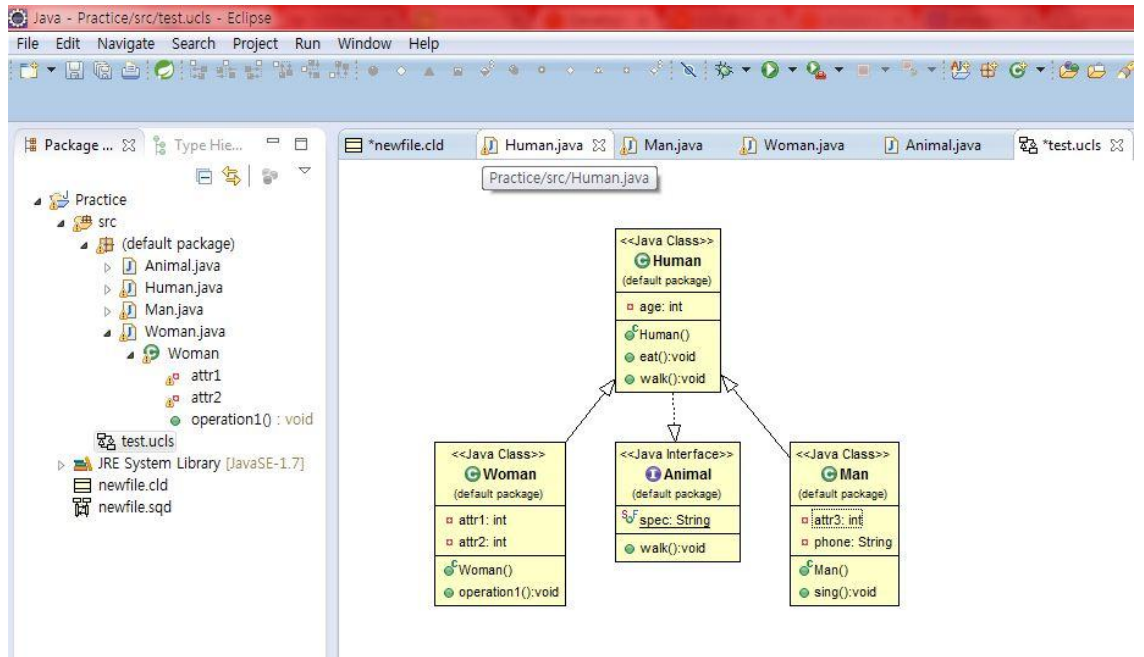 Java - Practice/src/test.ucls - Eclipse
File Edit Navigate Search Project Run Window Help
Package ... Type Hie...
*newfile.cld Human.java Man.java Woman.java Animal.java *test.ucls
Practice/src/Human.java
Practice
src
(default package)
Animal.java
Human.java
Man.java
Woman.java
Woman
attr1
attr2
operation1() : void
test.ucls
JRE System Library [JavaSE-1.7]
newfile.cld
newfile.sqd
<<Java Class>>
Human
(default package)
age: int
Human()
eat():void
walk():void
<<Java Class>>
Woman
(default package)
attr1: int
attr2: int
Woman()
operation1():void
<<Java Interface>>
Animal
(default package)
spec: String
walk():void
<<Java Class>>
Man
(default package)
attr3: int
phone: String
Man()
sing():void